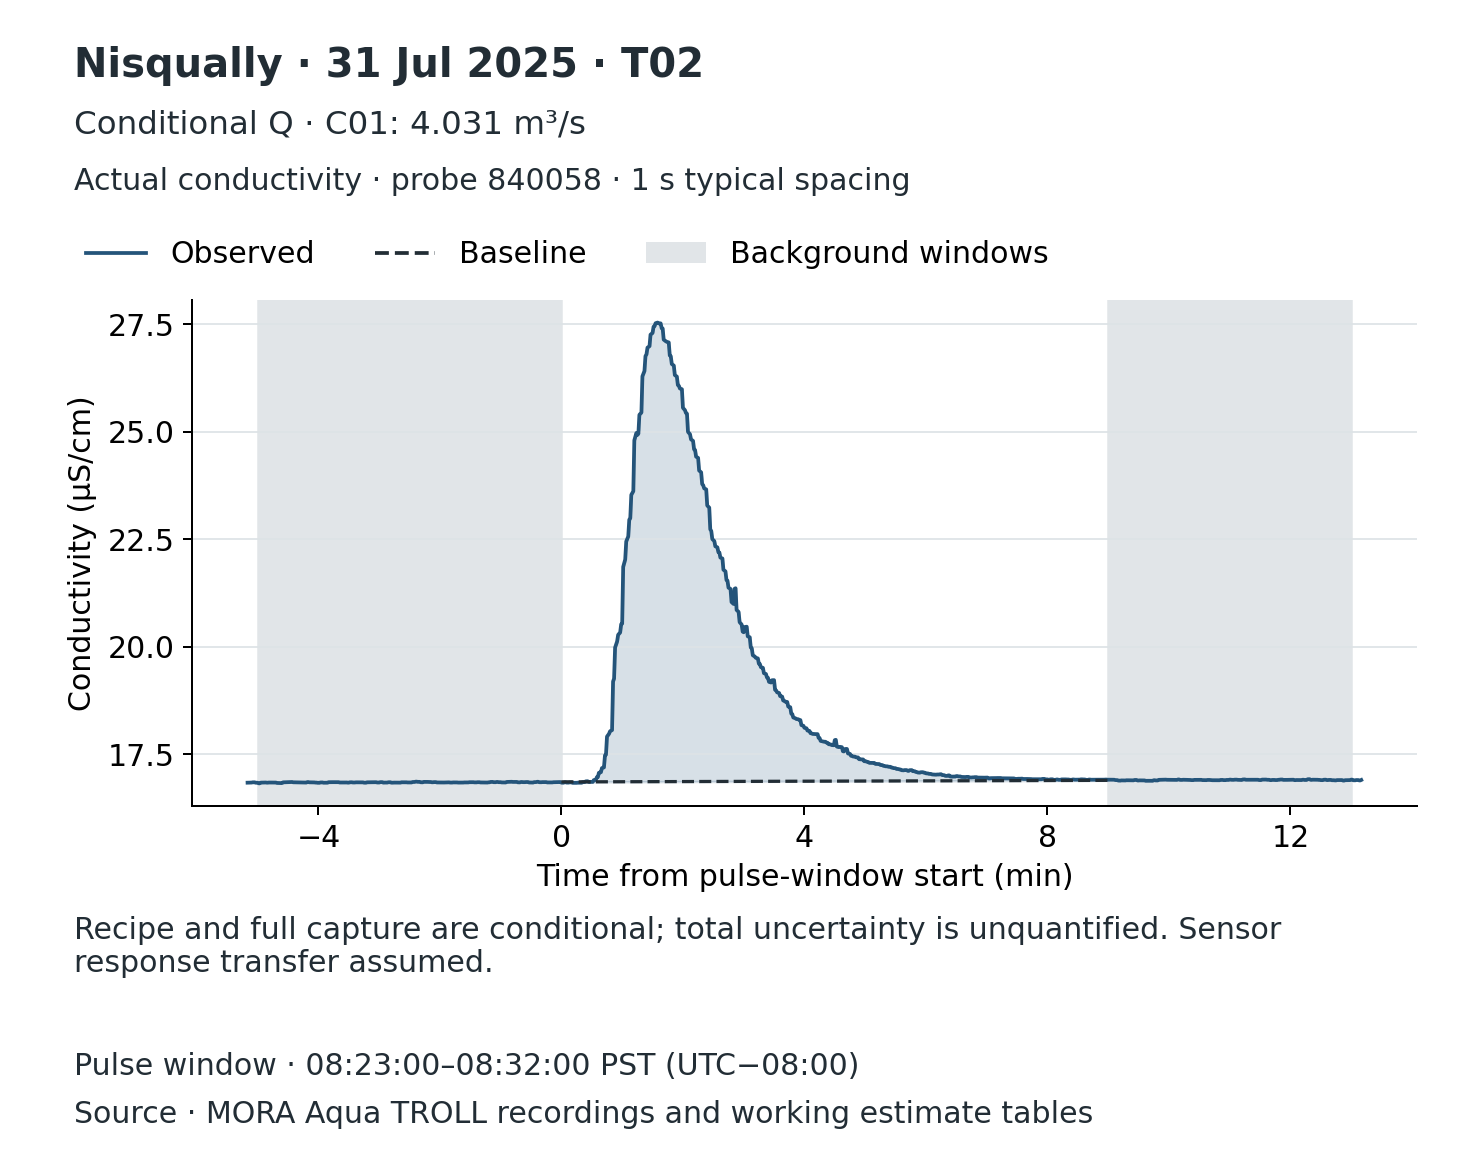 Nisqually · 31 Jul 2025 · T02
Conditional Q · C01: 4.031 m³/s
Actual conductivity · probe 840058 · 1 s typical spacing
Observed Baseline Background windows
Conductivity (µS/cm)
27.5
25.0
22.5
20.0
17.5
−4 0 4 8 12
Time from pulse-window start (min)
Recipe and full capture are conditional; total uncertainty is unquantified. Sensor
response transfer assumed.
Pulse window · 08:23:00–08:32:00 PST (UTC−08:00)
Source · MORA Aqua TROLL recordings and working estimate tables